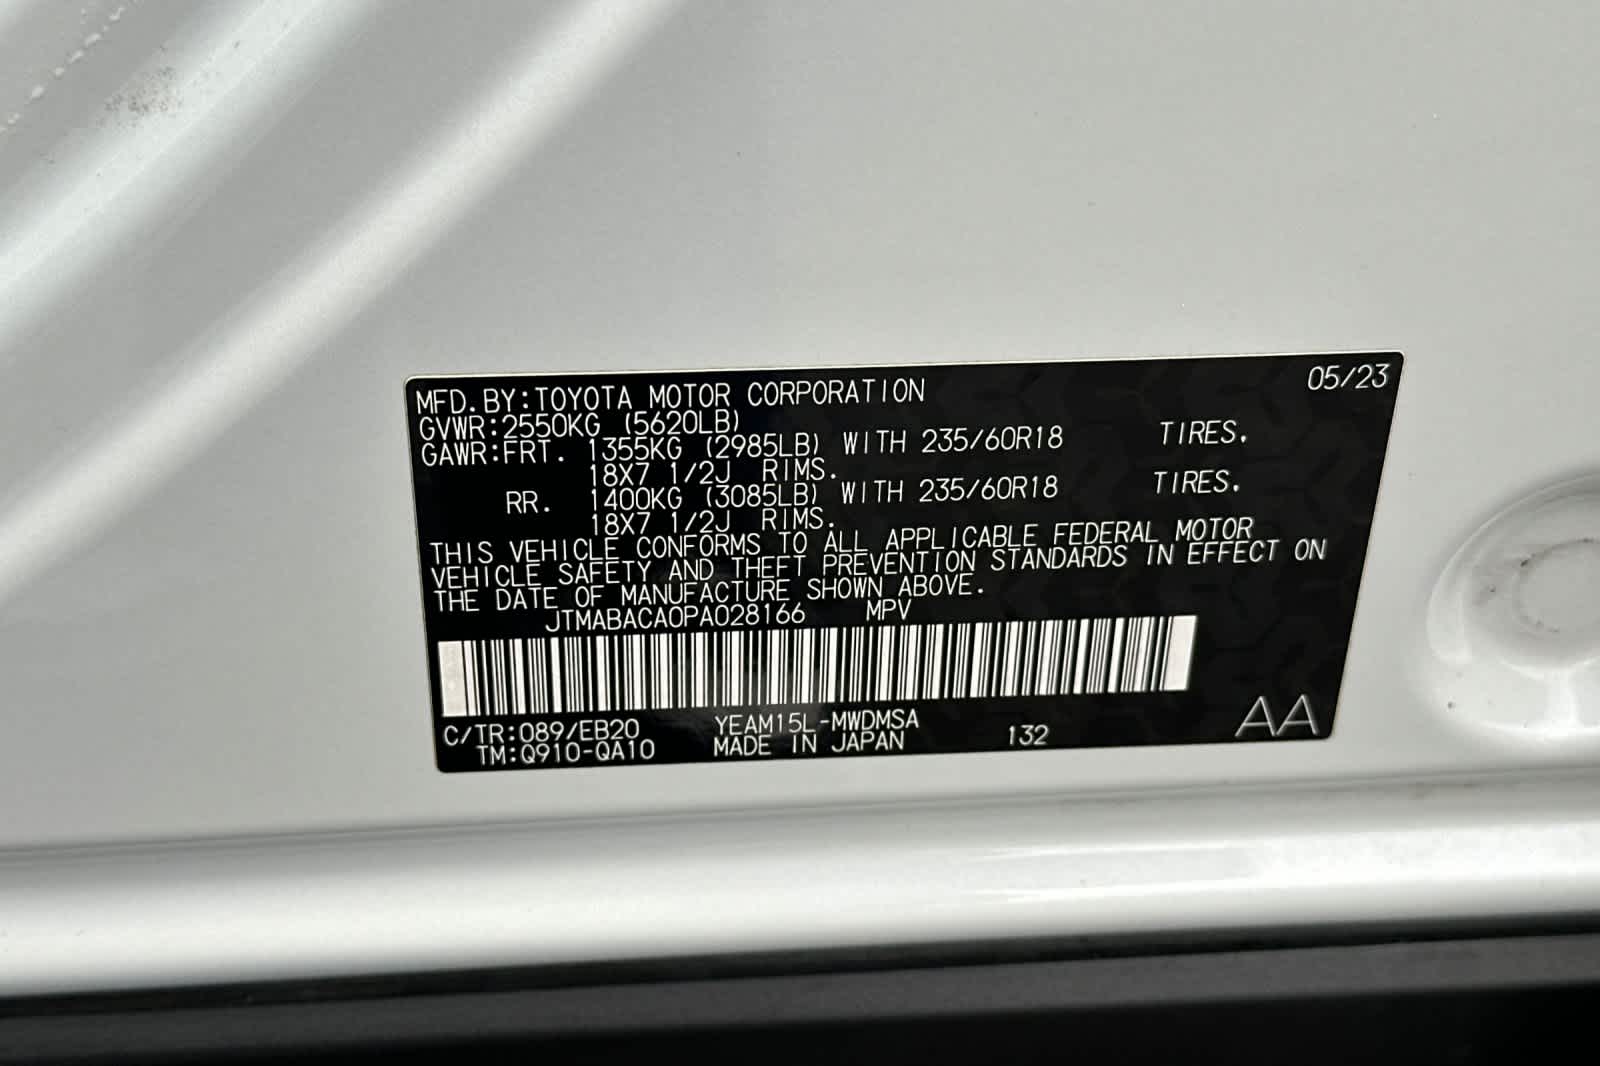 MFD.BY:TOYOTA MOTOR CORPORATION 05/23
GVWR:2550KG (5620LB)
GAWR:FRT. 1355KG (2985LB) WITH 235/60R18 TIRES.
18X7 1/2J RIMS.
RR. 1400KG (3085LB) WITH 235/60R18 TIRES.
18X7 1/2J RIMS.
THIS VEHICLE CONFORMS TO ALL APPLICABLE FEDERAL MOTOR
VEHICLE SAFETY AND THEFT PREVENTION STANDARDS IN EFFECT ON
THE DATE OF MANUFACTURE SHOWN ABOVE.
JTMABACA0PA028166 MPV
C/TR:089/EB20 YEAM15L-MWDMSA
TM:Q910-QA10 MADE IN JAPAN 132 AA